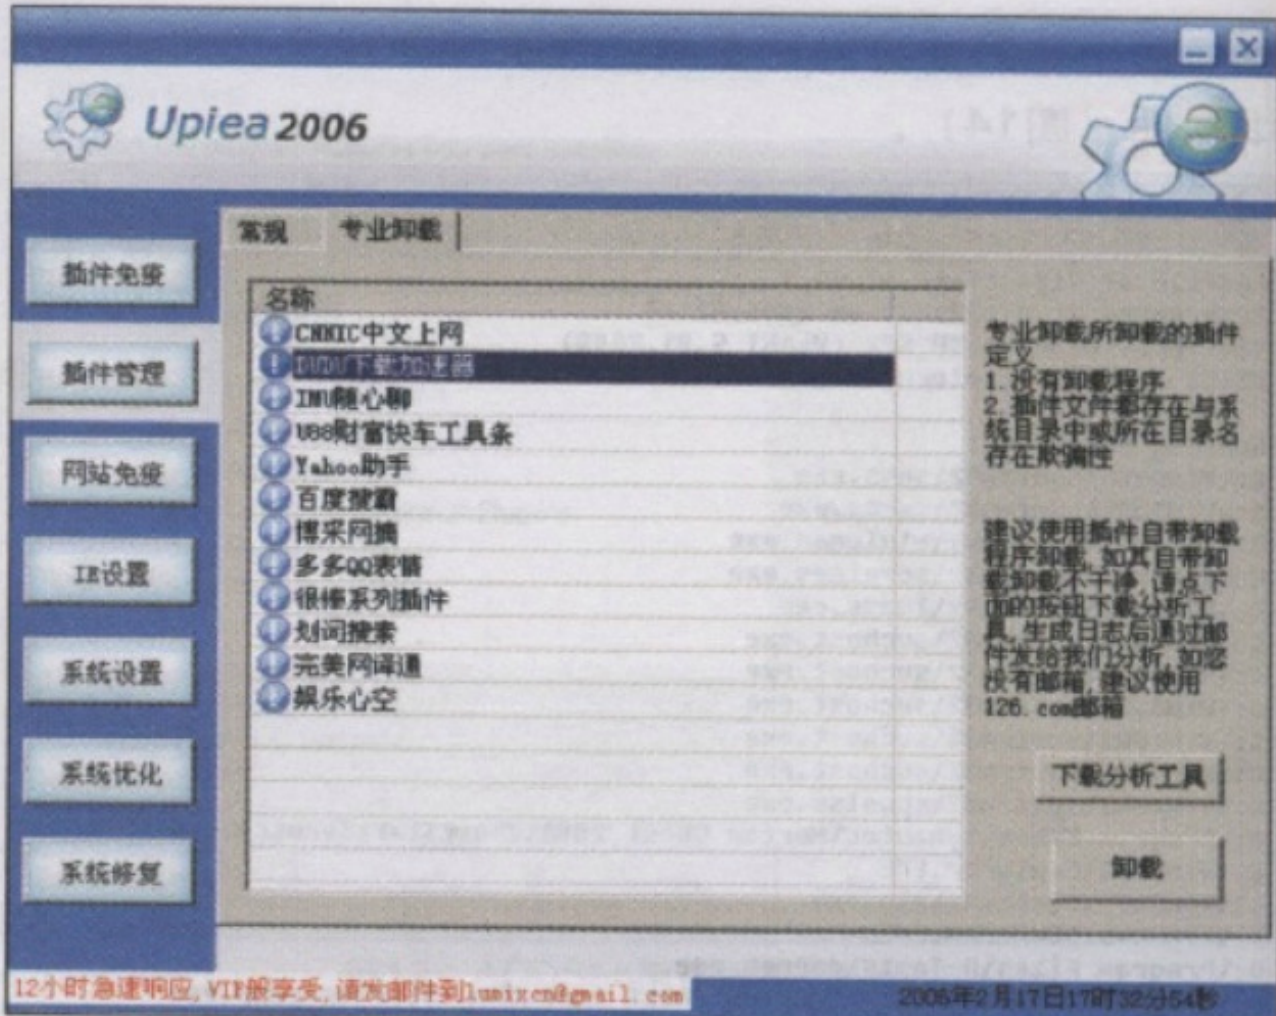 Upiea 2006
常规 专业卸载
插件免疫
插件管理
网站免疫
IE设置
系统设置
系统优化
系统修复
名称
CNNIC中文上网
DUDU下载加速器
IMU随心聊
U88财富快车工具条
Yahoo助手
百度搜霸
博采网摘
多多QQ表情
很棒系列插件
划词搜索
完美网译通
娱乐心空
专业卸载所卸载的插件
定义
1.没有卸载程序
2.插件文件都存在与系
统目录中或所在目录名
存在欺骗性
建议使用插件自带卸载
程序卸载,如其自带卸
载卸载不干净,请点下
面的按钮下载分析工
具,生成日志后通过邮
件发给我们分析,如您
没有邮箱,建议使用
126.com邮箱
下载分析工具
卸载
12小时急速响应,VIP般享受,请发邮件到lumixcn@gmail.com
2006年2月17日17时32分54秒